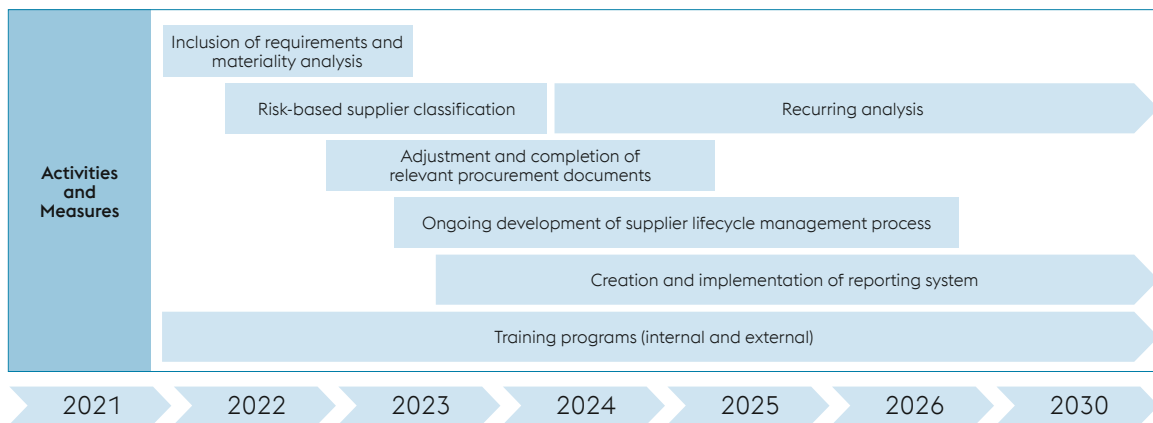 Inclusion of requirements and
materiality analysis
Risk-based supplier classification
Recurring analysis
Activities
and
Measures
Adjustment and completion of
relevant procurement documents
Ongoing development of supplier lifecycle management process
Creation and implementation of reporting system
Training programs (internal and external)
2021
2022
2023
2024
2025
2026
2030